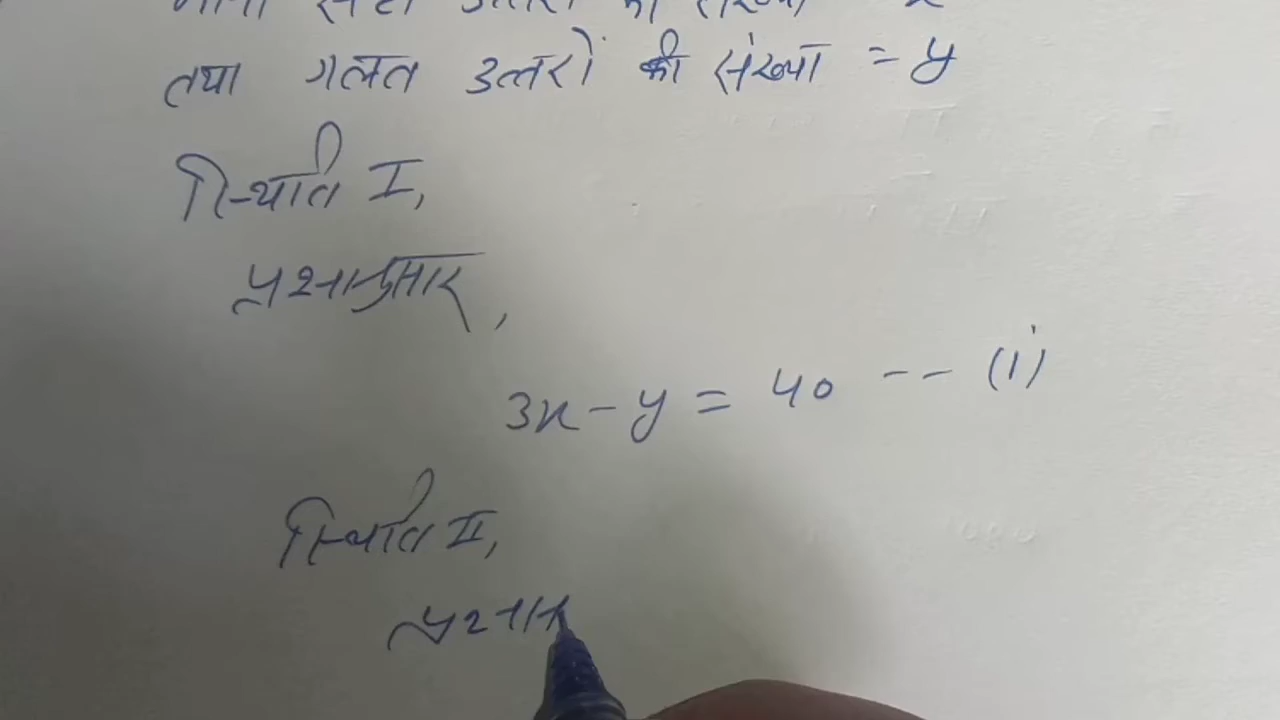 तथा गलत उत्तरों की संख्या = y
स्थिति I,
प्रश्नानुसार,
3x - y = 40 -- (i)
स्थिति II,